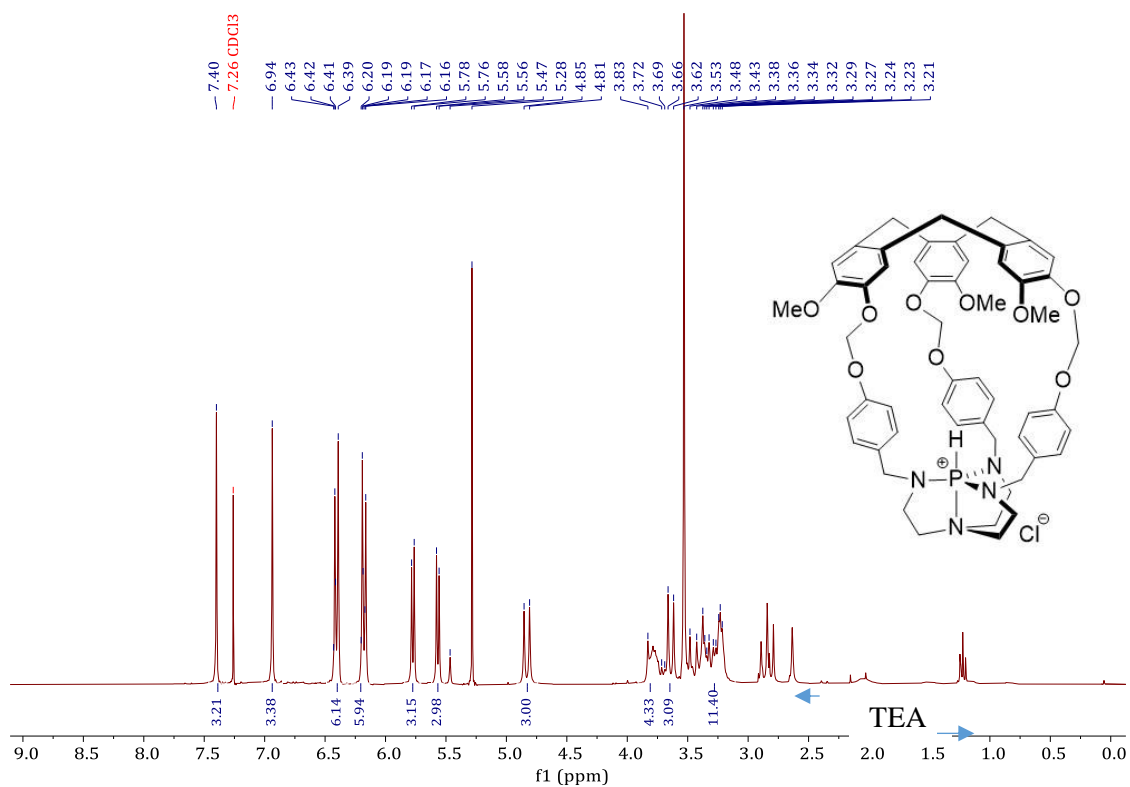 7.40
7.26 CDCl3
6.94
6.43
6.42
6.41
6.39
6.20
6.19
6.19
6.17
6.16
5.78
5.76
5.58
5.56
5.47
5.28
4.85
4.81
3.83
3.72
3.69
3.66
3.62
3.53
3.48
3.43
3.38
3.36
3.34
3.32
3.29
3.27
3.24
3.23
3.21
MeO
O
O
OMe
OMe
O
O
O
O
H
N
P
⊕
N
N
N
Cl⊖
3.21
3.38
6.14
5.94
3.15
2.98
3.00
4.33
3.09
11.40
TEA
9.0 8.5 8.0 7.5 7.0 6.5 6.0 5.5 5.0 4.5 4.0 3.5 3.0 2.5 2.0 1.5 1.0 0.5 0.0
f1 (ppm)